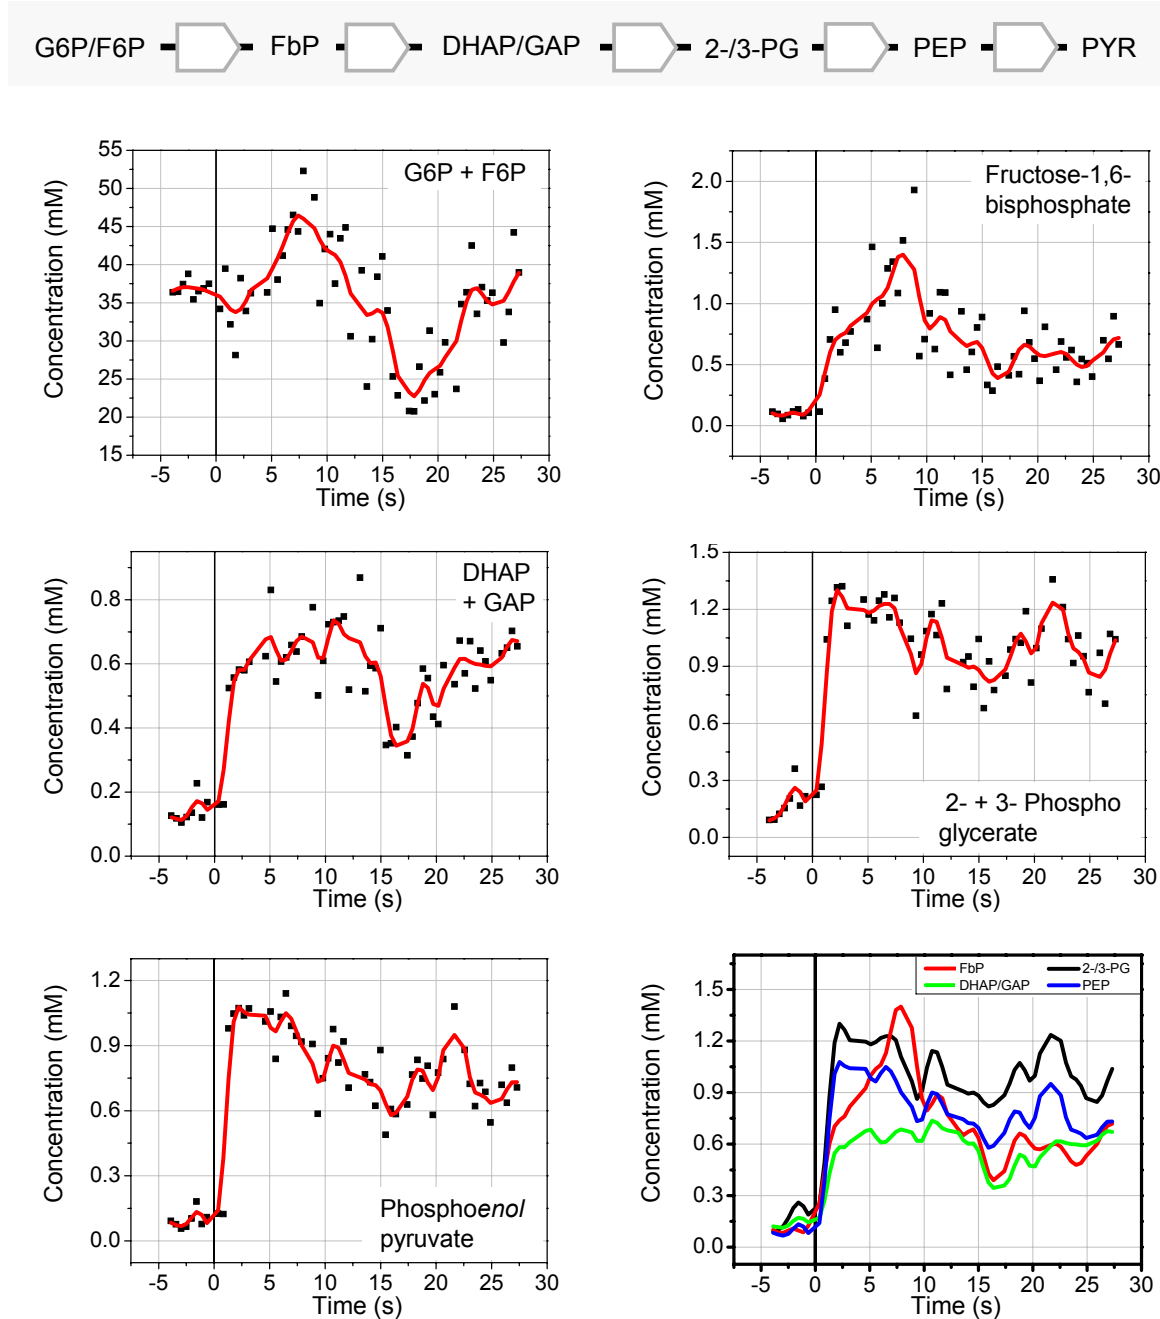 G6P/F6P FbP DHAP/GAP 2-/3-PG PEP PYR
G6P + F6P
Concentration (mM)
55
50
45
40
35
30
25
20
15
-5 0 5 10 15 20 25 30
Time (s)
Fructose-1,6-
bisphosphate
Concentration (mM)
2.0
1.5
1.0
0.5
0.0
-5 0 5 10 15 20 25 30
Time (s)
DHAP
+ GAP
Concentration (mM)
0.8
0.6
0.4
0.2
0.0
-5 0 5 10 15 20 25 30
Time (s)
2- + 3- Phospho
glycerate
Concentration (mM)
1.5
1.2
0.9
0.6
0.3
0.0
-5 0 5 10 15 20 25 30
Time (s)
Phosphoenol
pyruvate
Concentration (mM)
1.2
0.9
0.6
0.3
0.0
-5 0 5 10 15 20 25 30
Time (s)
FbP 2-/3-PG
DHAP/GAP PEP
Concentration (mM)
1.5
1.2
0.9
0.6
0.3
0.0
-5 0 5 10 15 20 25 30
Time (s)